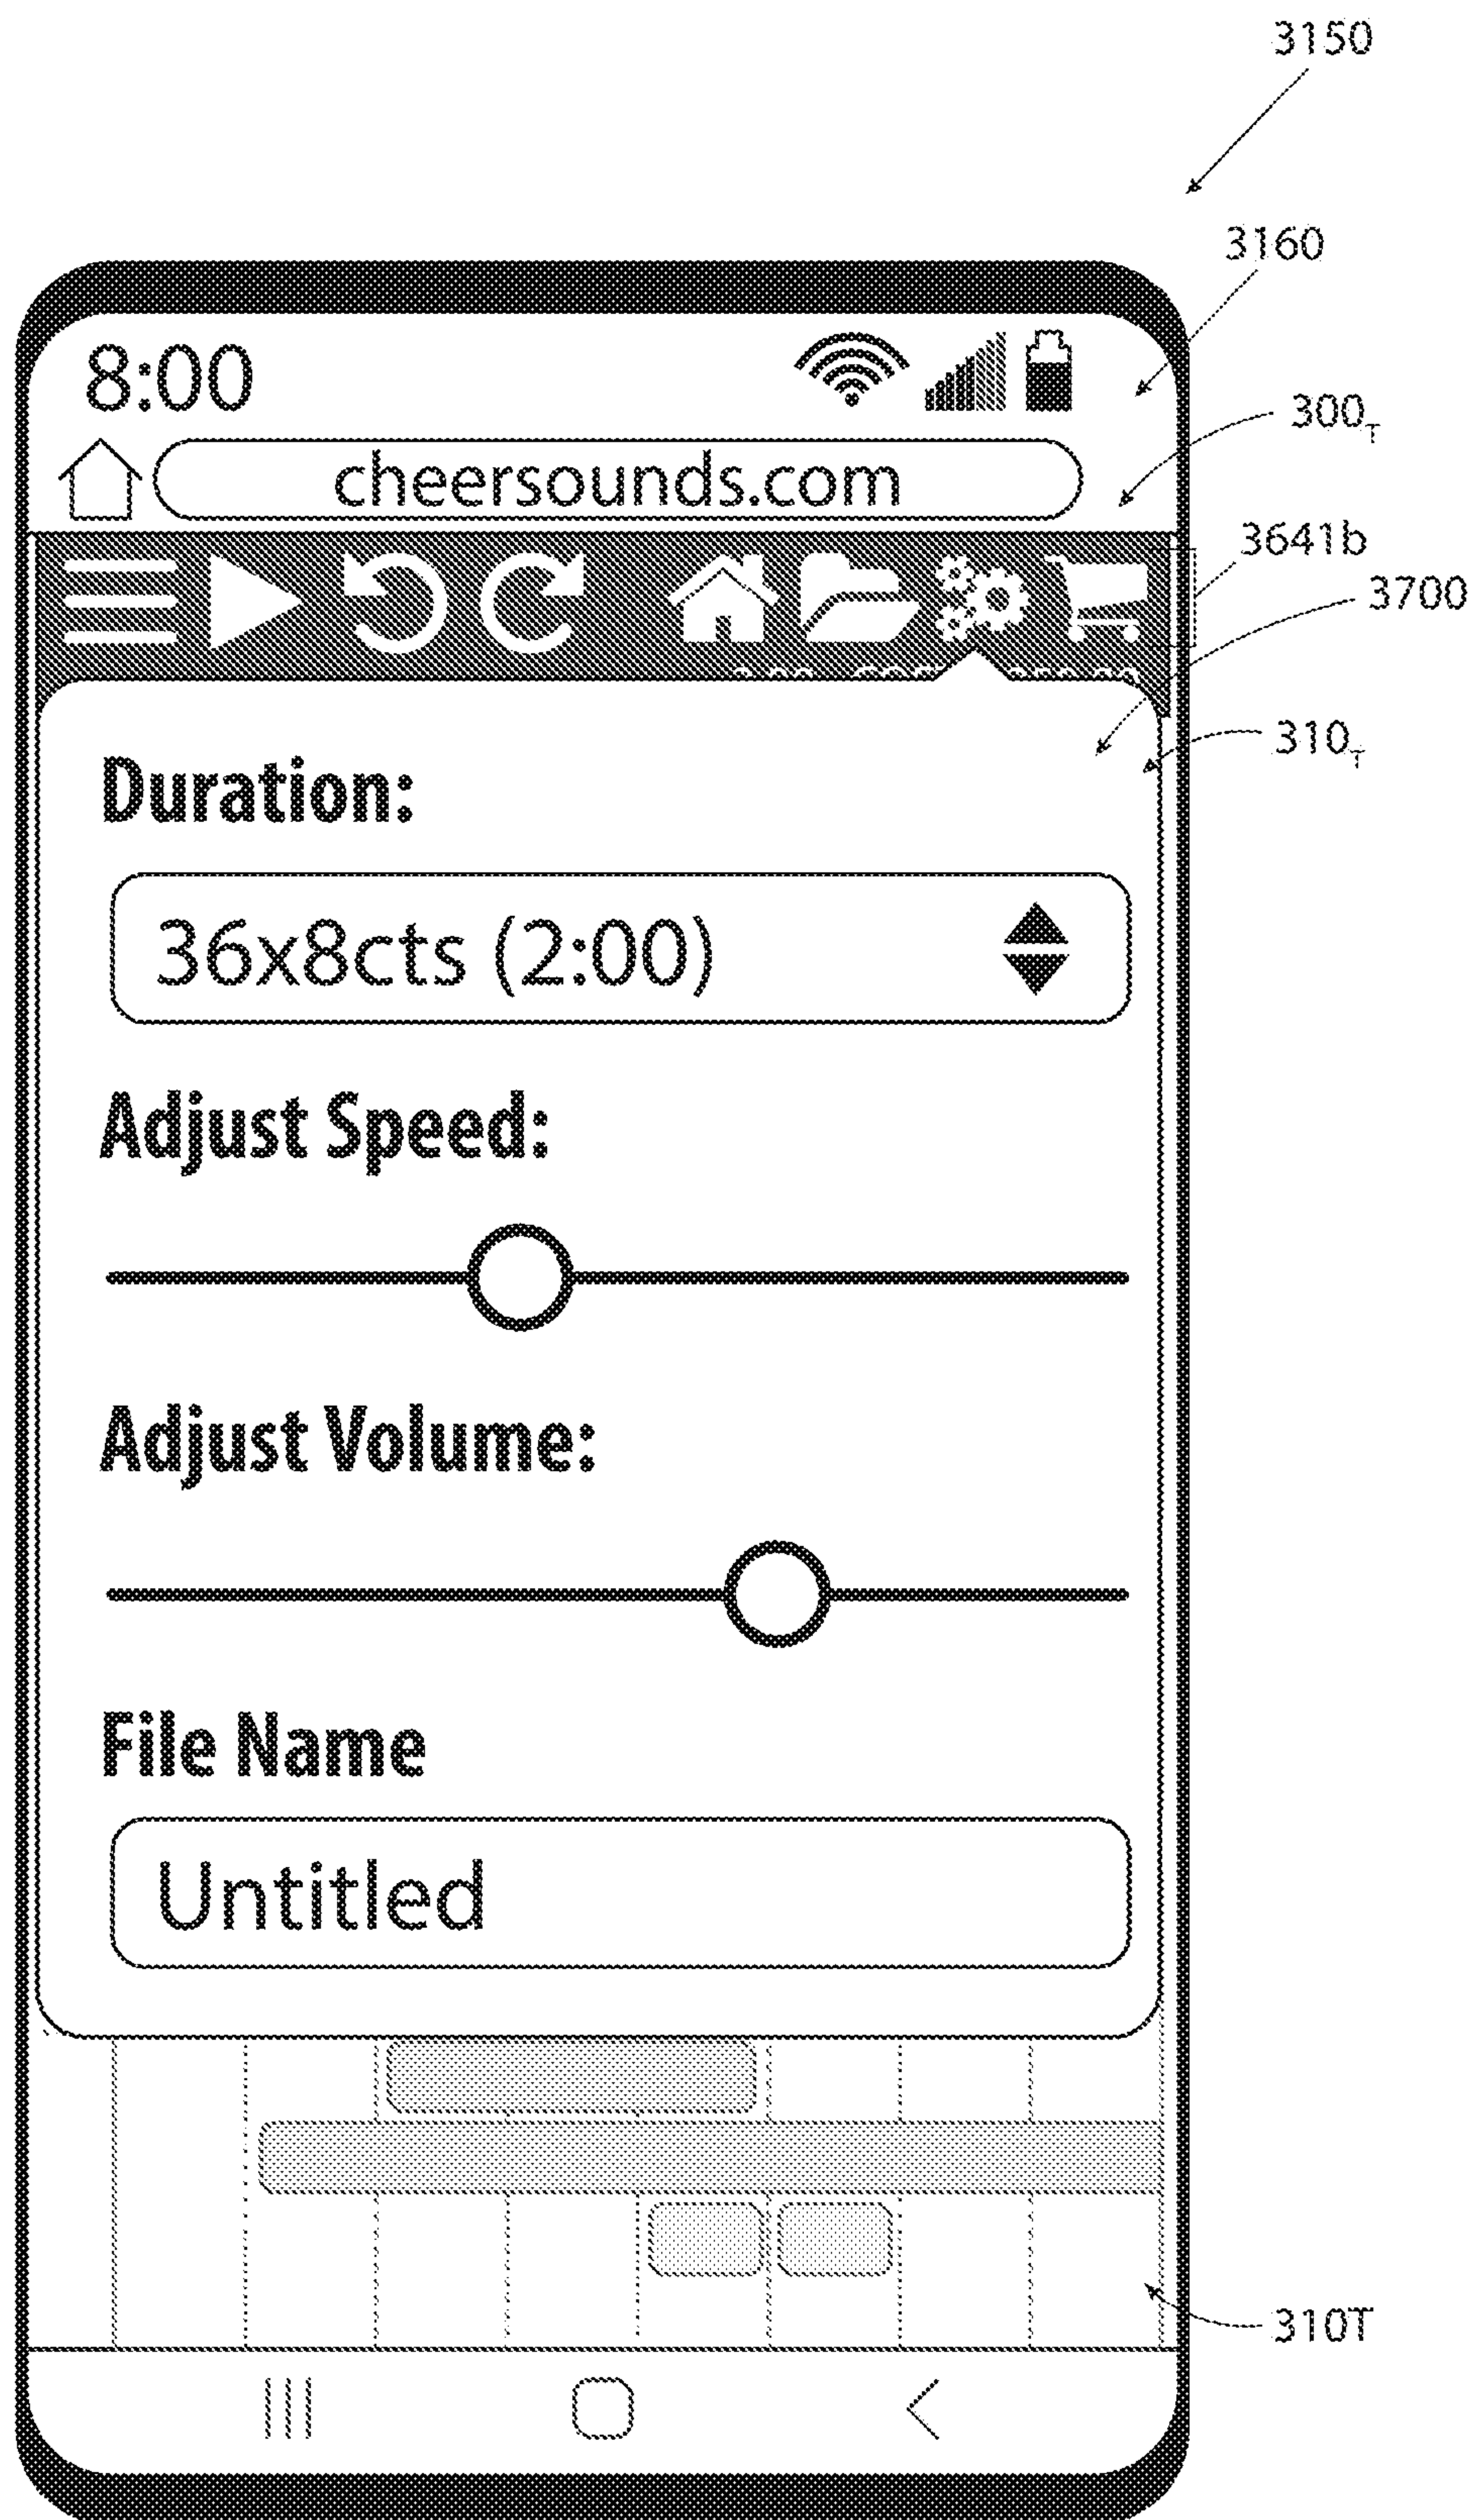 3150
3160
8:00
300T
cheersounds.com
3641b
3700
310T
Duration:
36x8cts (2:00)
Adjust Speed:
Adjust Volume:
File Name
Untitled
310T